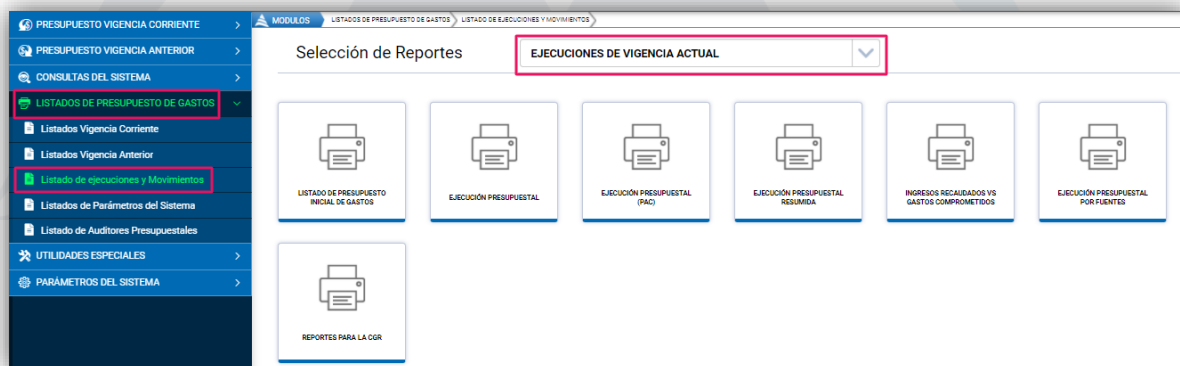 PRESUPUESTO VIGENCIA CORRIENTE
PRESUPUESTO VIGENCIA ANTERIOR
CONSULTAS DEL SISTEMA
LISTADOS DE PRESUPUESTO DE GASTOS
Listados Vigencia Corriente
Listados Vigencia Anterior
Listado de ejecuciones y Movimientos
Listados de Parámetros del Sistema
Listado de Auditores Presupuestales
UTILIDADES ESPECIALES
PARÁMETROS DEL SISTEMA
MODULOS LISTADOS DE PRESUPUESTO DE GASTOS LISTADO DE EJECUCIONES Y MOVIMIENTOS
Selección de Reportes
EJECUCIONES DE VIGENCIA ACTUAL
LISTADO DE PRESUPUESTO
INICIAL DE GASTOS
EJECUCIÓN PRESUPUESTAL
EJECUCIÓN PRESUPUESTAL
(PAC)
EJECUCIÓN PRESUPUESTAL
RESUMIDA
INGRESOS RECAUDADOS VS
GASTOS COMPROMETIDOS
EJECUCIÓN PRESUPUESTAL
POR FUENTES
REPORTES PARA LA CGR